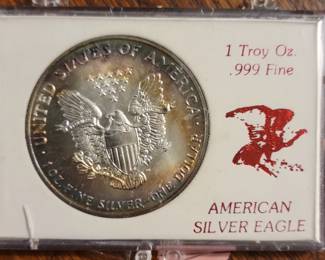 UNITED STATES OF AMERICA
1 OZ. FINE SILVER~ONE DOLLAR
1 Troy Oz.
.999 Fine
AMERICAN
SILVER EAGLE